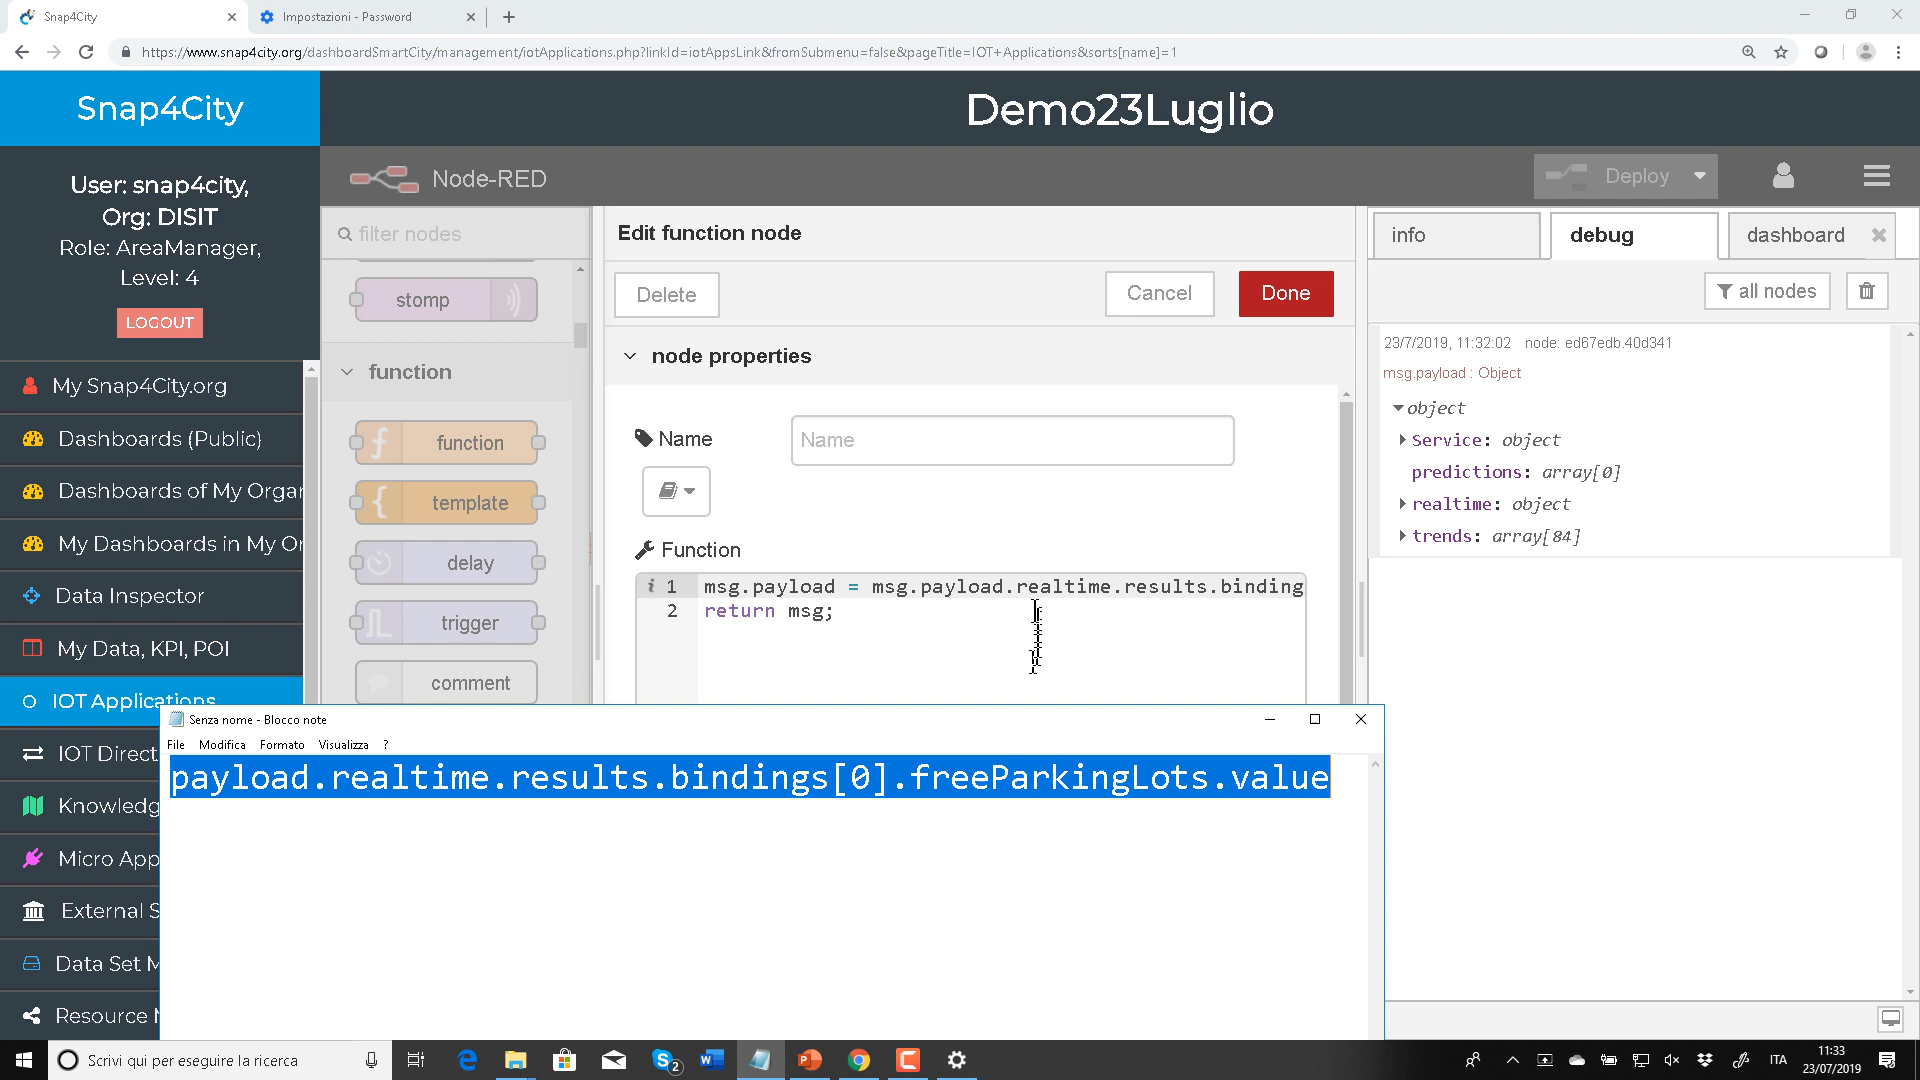 Snap4City
Impostazioni - Password
https://www.snap4city.org/dashboardSmartCity/management/iotApplications.php?linkId=iotAppsLink&fromSubmenu=false&pageTitle=IOT+Applications&sorts[name]=1
Snap4City
Demo23Luglio
User: snap4city,
Org: DISIT
Role: AreaManager,
Level: 4
LOGOUT
My Snap4City.org
Dashboards (Public)
Dashboards of My Organ
My Dashboards in My Or
Data Inspector
My Data, KPI, POI
IOT Applications
IOT Direct
Knowledg
Micro App
External S
Data Set M
Resource
Node-RED
Deploy
filter nodes
stomp
function
function
template
delay
trigger
comment
Edit function node
Delete
Cancel
Done
node properties
Name
Name
Function
1 msg.payload = msg.payload.realtime.results.binding
2 return msg;
info
debug
dashboard
all nodes
23/7/2019, 11:32:02 node: ed67edb.40d341
msg.payload : Object
object
Service: object
predictions: array[0]
realtime: object
trends: array[84]
Senza nome - Blocco note
File Modifica Formato Visualizza ?
payload.realtime.results.bindings[0].freeParkingLots.value
Scrivi qui per eseguire la ricerca
2
ITA
11:33
23/07/2019